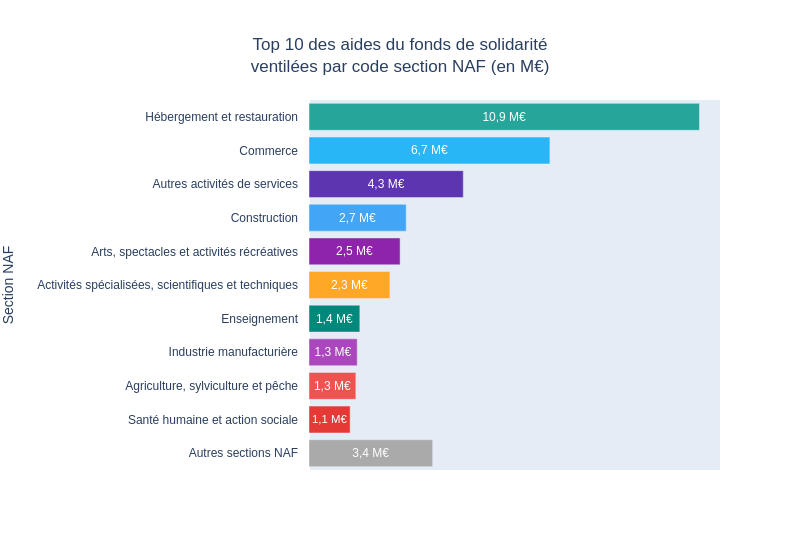 Top 10 des aides du fonds de solidarité
ventilées par code section NAF (en M€)
Section NAF
Hébergement et restauration 10,9 M€
Commerce 6,7 M€
Autres activités de services 4,3 M€
Construction 2,7 M€
Arts, spectacles et activités récréatives 2,5 M€
Activités spécialisées, scientifiques et techniques 2,3 M€
Enseignement 1,4 M€
Industrie manufacturière 1,3 M€
Agriculture, sylviculture et pêche 1,3 M€
Santé humaine et action sociale 1,1 M€
Autres sections NAF 3,4 M€